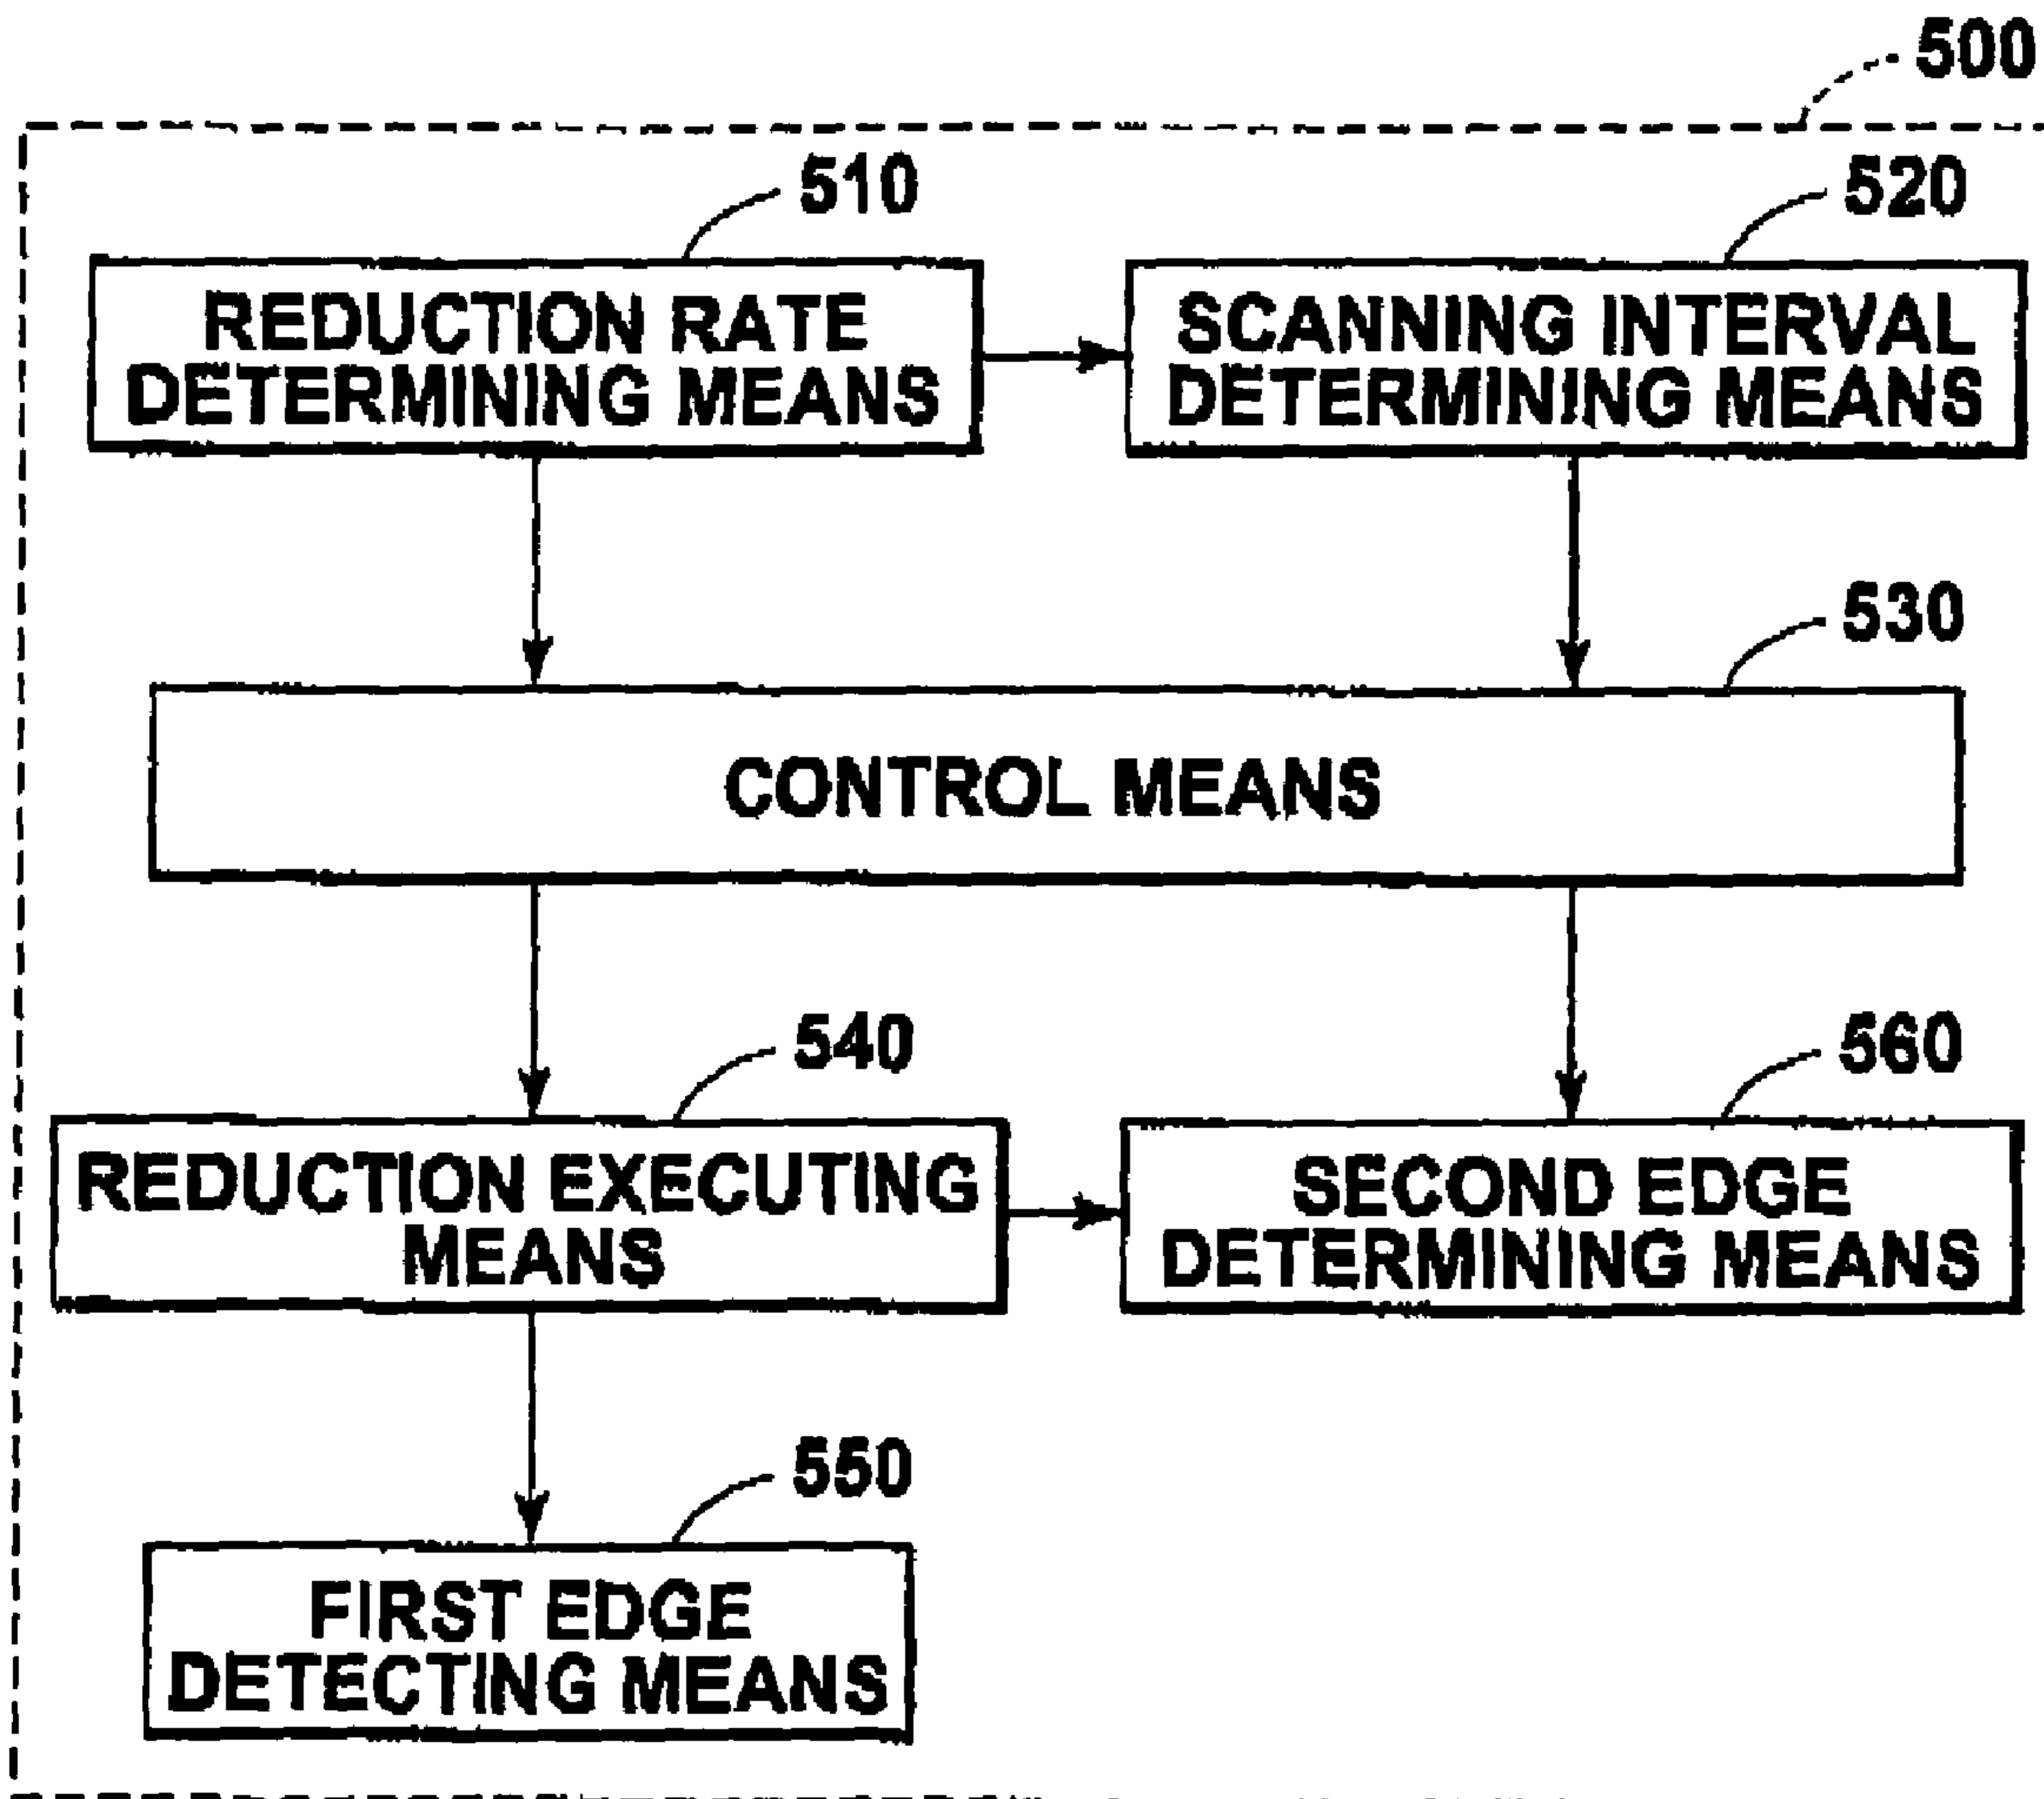 500
510
520
REDUCTION RATE
DETERMINING MEANS
SCANNING INTERVAL
DETERMINING MEANS
530
CONTROL MEANS
540
560
REDUCTION EXECUTING
MEANS
SECOND EDGE
DETERMINING MEANS
550
FIRST EDGE
DETECTING MEANS